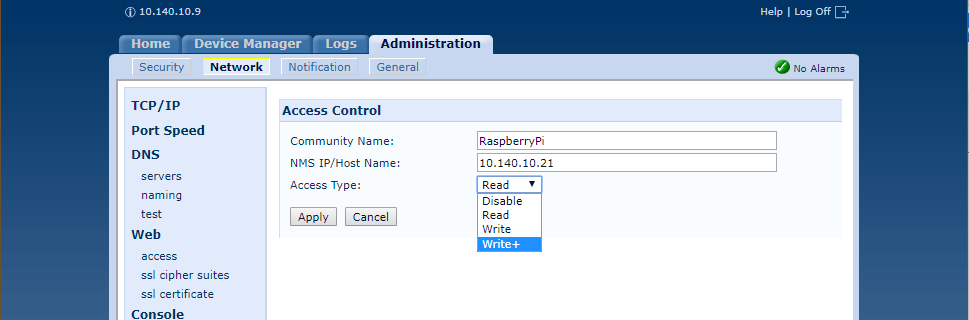 10.140.10.9 Help | Log Off
Home Device Manager Logs Administration
Security Network Notification General No Alarms
TCP/IP
Port Speed
DNS
servers
naming
test
Web
access
ssl cipher suites
ssl certificate
Console
Access Control
Community Name: RaspberryPi
NMS IP/Host Name: 10.140.10.21
Access Type: Read
Disable
Read
Write
Write+
Apply Cancel